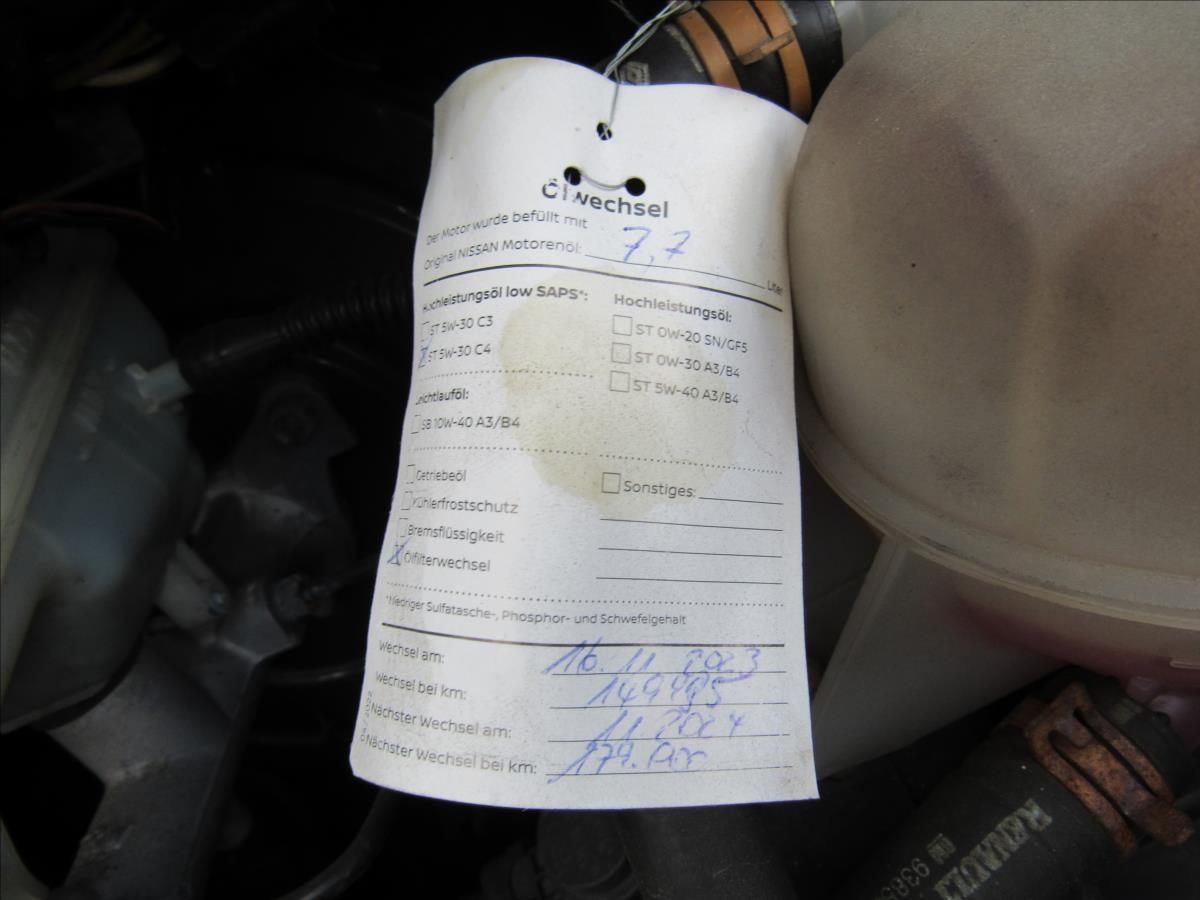 Ölwechsel
Der Motor wurde befüllt mit
Original NISSAN Motorenöl: 7,7 Liter
Hochleistungsöl low SAPS*:
ST 5W-30 C3
X ST 5W-30 C4
Leichtlauföl:
SB 10W-40 A3/B4
Hochleistungsöl:
ST 0W-20 SN/GF5
ST 0W-30 A3/B4
ST 5W-40 A3/B4
Getriebeöl
Kühlerfrostschutz
Bremsflüssigkeit
X Ölfilterwechsel
Sonstiges:
*Niedriger Sulfatasche-, Phosphor- und Schwefelgehalt
Wechsel am: 16.11.2023
Wechsel bei km:
Nächster Wechsel am: 11 2024
Nächster Wechsel bei km: 179.000
RENAULT